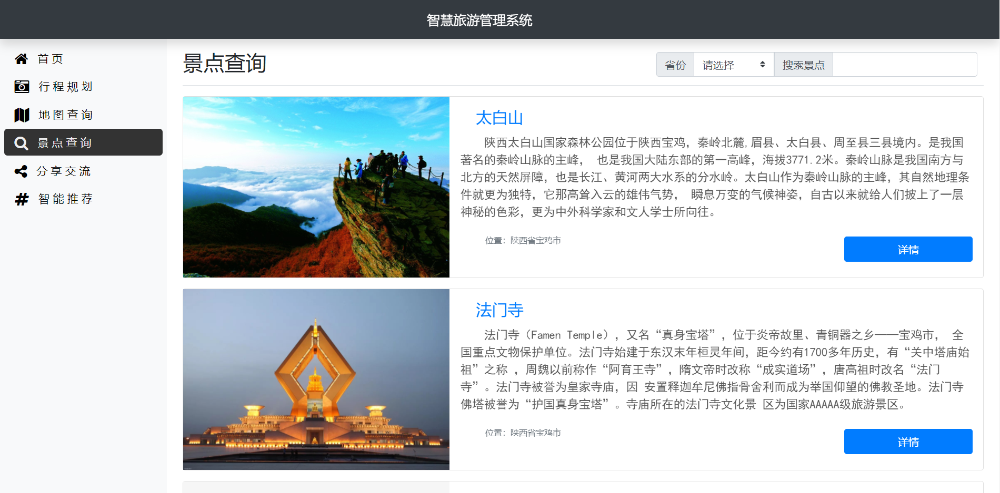 智慧旅游管理系统
首页
行程规划
地图查询
景点查询
分享交流
智能推荐
景点查询
省份 请选择 搜索景点
太白山
陕西太白山国家森林公园位于陕西宝鸡，秦岭北麓,眉县、太白县、周至县三县境内。是我国
著名的秦岭山脉的主峰， 也是我国大陆东部的第一高峰，海拔3771.2米。秦岭山脉是我国南方与
北方的天然屏障，也是长江、黄河两大水系的分水岭。太白山作为秦岭山脉的主峰，其自然地理条
件就更为独特，它那高耸入云的雄伟气势， 瞬息万变的气候神姿，自古以来就给人们披上了一层
神秘的色彩，更为中外科学家和文人学士所向往。
位置：陕西省宝鸡市
详情
法门寺
法门寺（Famen Temple），又名“真身宝塔”，位于炎帝故里、青铜器之乡——宝鸡市， 全
国重点文物保护单位。法门寺始建于东汉末年桓灵年间，距今约有1700多年历史，有“关中塔庙始
祖”之称 ，周魏以前称作“阿育王寺”，隋文帝时改称“成实道场”，唐高祖时改名“法门
寺”。法门寺被誉为皇家寺庙，因 安置释迦牟尼佛指骨舍利而成为举国仰望的佛教圣地。法门寺
佛塔被誉为“护国真身宝塔”。寺庙所在的法门寺文化景 区为国家AAAAA级旅游景区。
位置：陕西省宝鸡市
详情